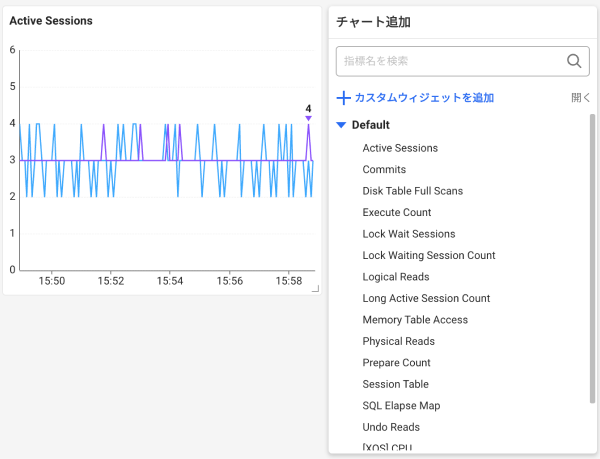 Active Sessions
6
5
4
3
2
1
0
4
15:50 15:52 15:54 15:56 15:58
チャート追加
指標名を検索
カスタムウィジェットを追加 開く
Default
Active Sessions
Commits
Disk Table Full Scans
Execute Count
Lock Wait Sessions
Lock Waiting Session Count
Logical Reads
Long Active Session Count
Memory Table Access
Physical Reads
Prepare Count
Session Table
SQL Elapse Map
Undo Reads
[XOS] CPU